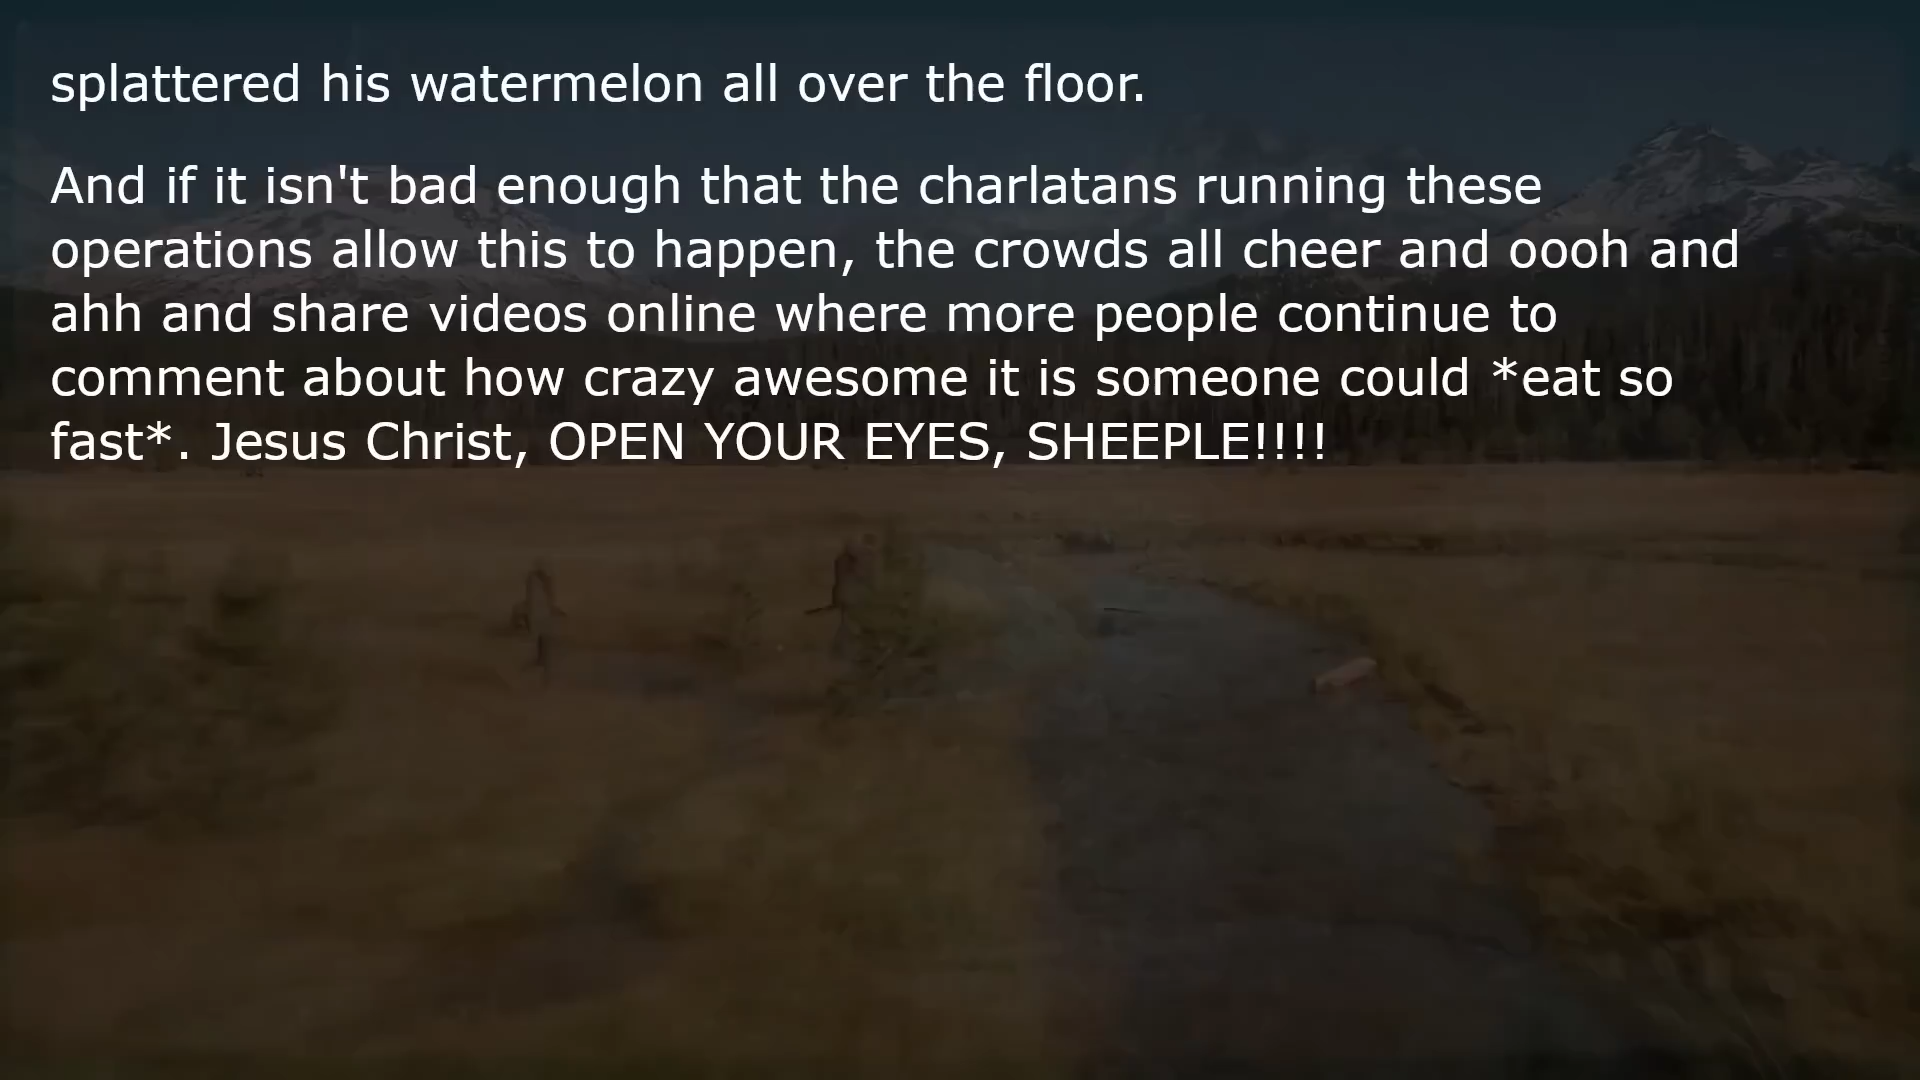 splattered his watermelon all over the floor.
And if it isn't bad enough that the charlatans running these
operations allow this to happen, the crowds all cheer and oooh and
ahh and share videos online where more people continue to
comment about how crazy awesome it is someone could *eat so
fast*. Jesus Christ, OPEN YOUR EYES, SHEEPLE!!!!